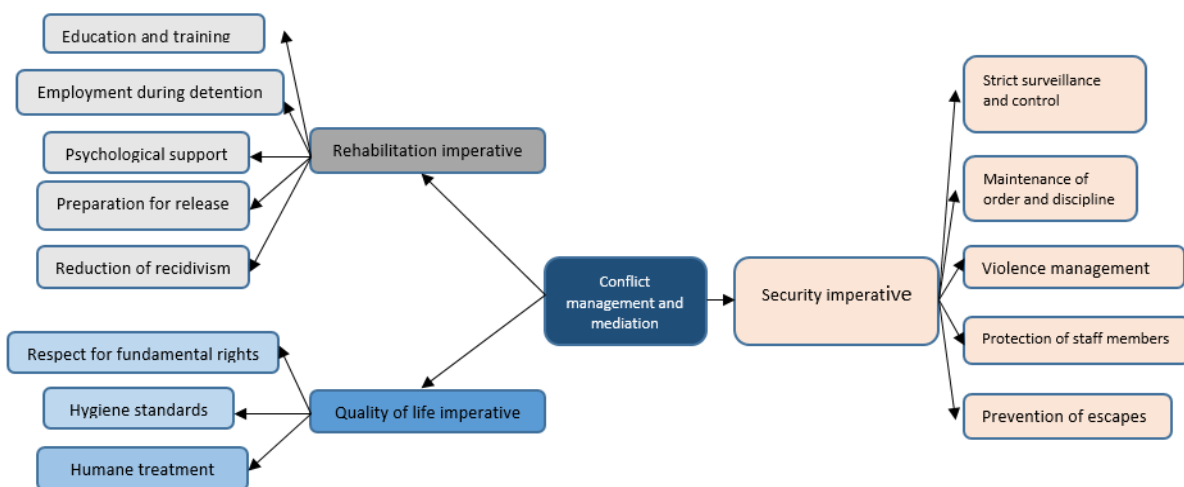 Education and training
Employment during detention
Psychological support
Preparation for release
Reduction of recidivism
Rehabilitation imperative
Respect for fundamental rights
Hygiene standards
Humane treatment
Quality of life imperative
Conflict
management and
mediation
Security imperative
Strict surveillance
and control
Maintenance of
order and discipline
Violence management
Protection of staff members
Prevention of escapes